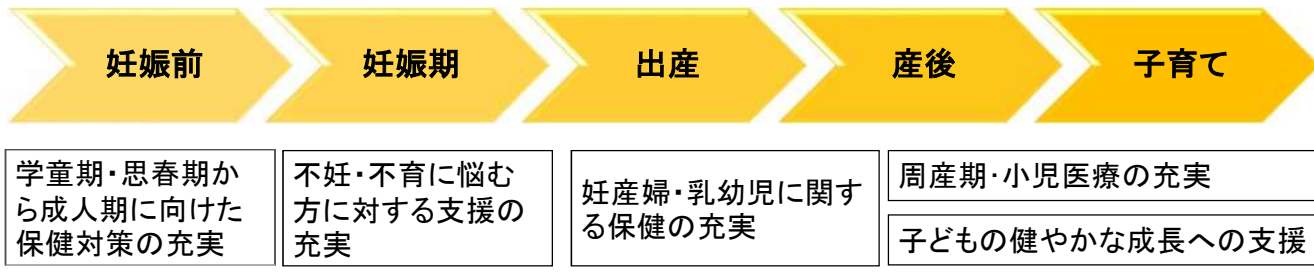 妊娠前
妊娠期
出産
産後
子育て
学童期・思春期か
ら成人期に向けた
保健対策の充実
不妊・不育に悩む
方に対する支援の
充実
妊産婦・乳幼児に関す
る保健の充実
周産期・小児医療の充実
子どもの健やかな成長への支援